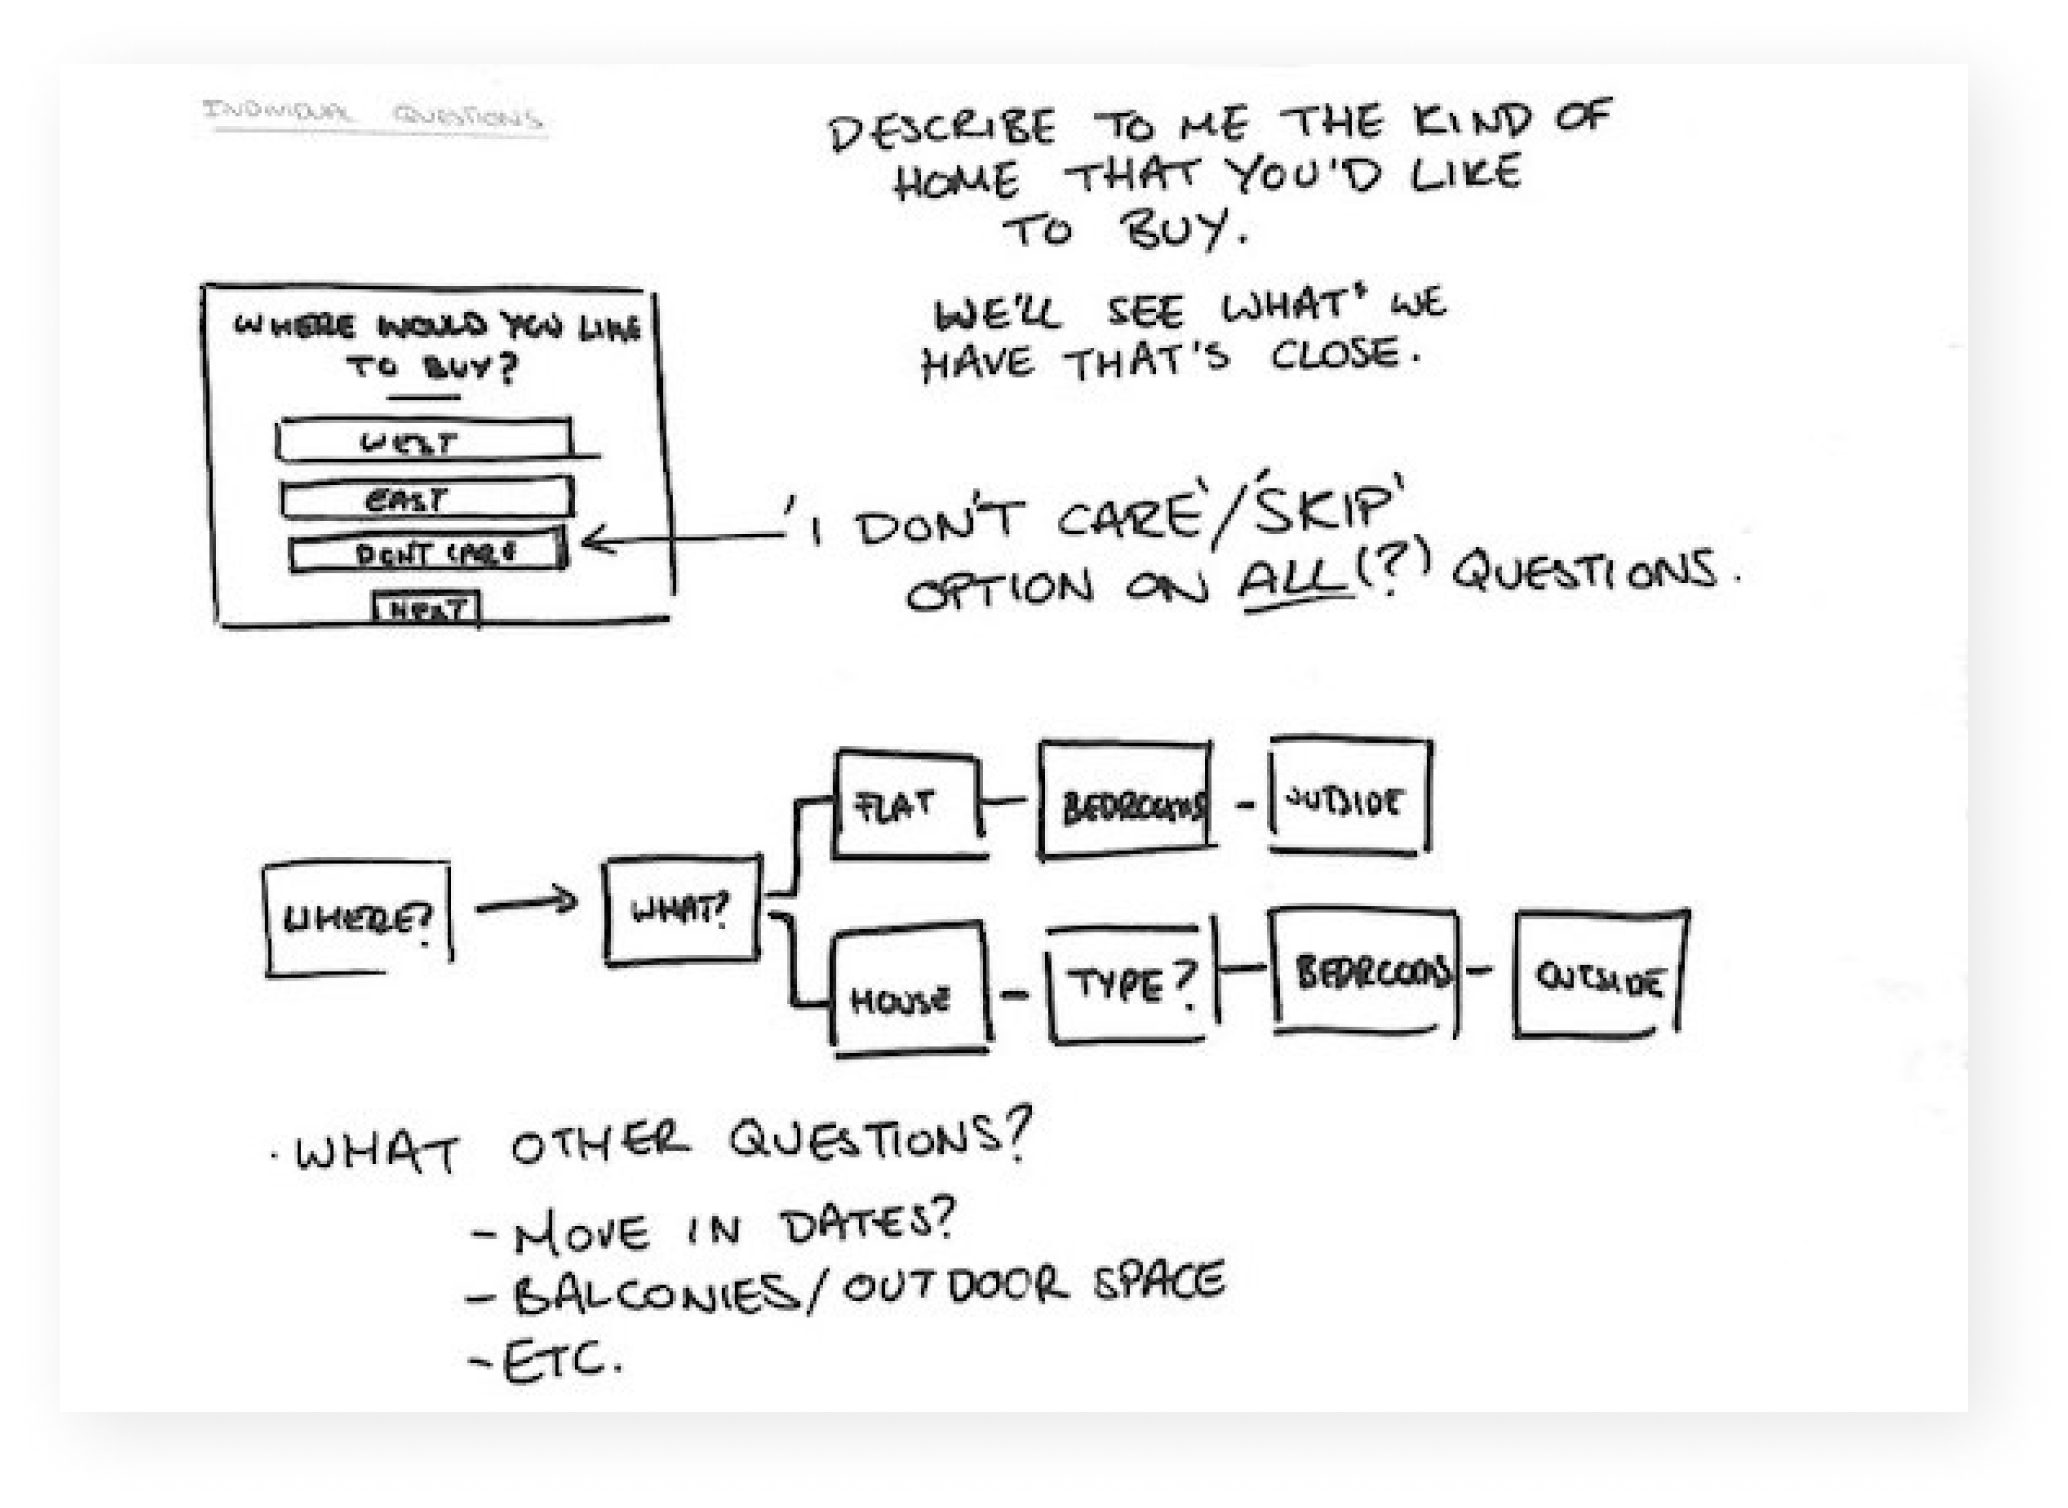 INDIVIDUAL QUESTIONS
DESCRIBE TO ME THE KIND OF
HOME THAT YOU'D LIKE
TO BUY.
WE'LL SEE WHAT' WE
HAVE THAT'S CLOSE.
WHERE WOULD YOU LIKE
TO BUY?
WEST
EAST
DONT CARE
NEXT
'I DON'T CARE'/'SKIP'
OPTION ON ALL(?) QUESTIONS.
WHERE?
WHAT?
FLAT
BEDROOMS
OUTSIDE
HOUSE
TYPE?
BEDROOMS
OUTSIDE
· WHAT OTHER QUESTIONS?
- MOVE IN DATES?
- BALCONIES/OUTDOOR SPACE
- ETC.